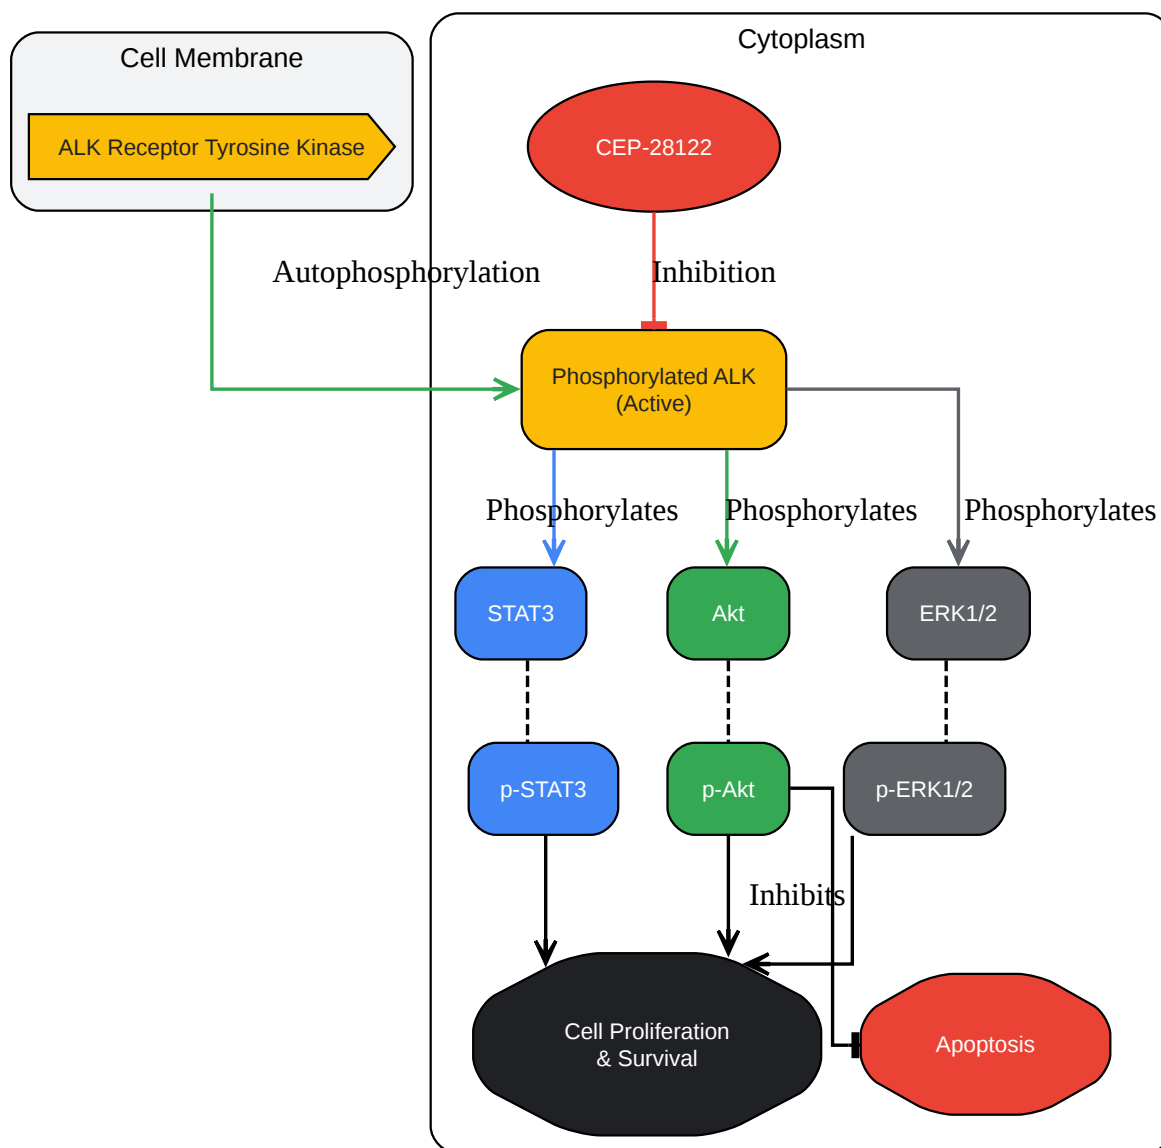 Cell Membrane
Cytoplasm
ALK Receptor Tyrosine Kinase
CEP-28122
Autophosphorylation
Inhibition
Phosphorylated ALK
(Active)
Phosphorylates
Phosphorylates
Phosphorylates
STAT3
Akt
ERK1/2
p-STAT3
p-Akt
p-ERK1/2
Inhibits
Cell Proliferation
& Survival
Apoptosis